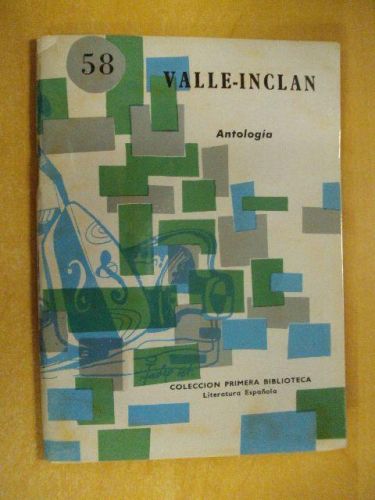 58
VALLE-INCLAN
Antología
COLECCION PRIMERA BIBLIOTECA
Literatura Española